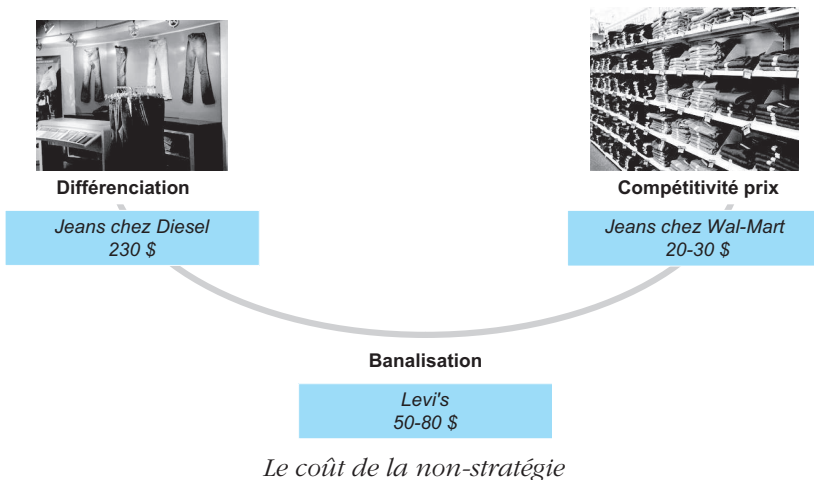 Différenciation
Jeans chez Diesel
230 $
Compétitivité prix
Jeans chez Wal-Mart
20-30 $
Banalisation
Levi's
50-80 $
Le coût de la non-stratégie